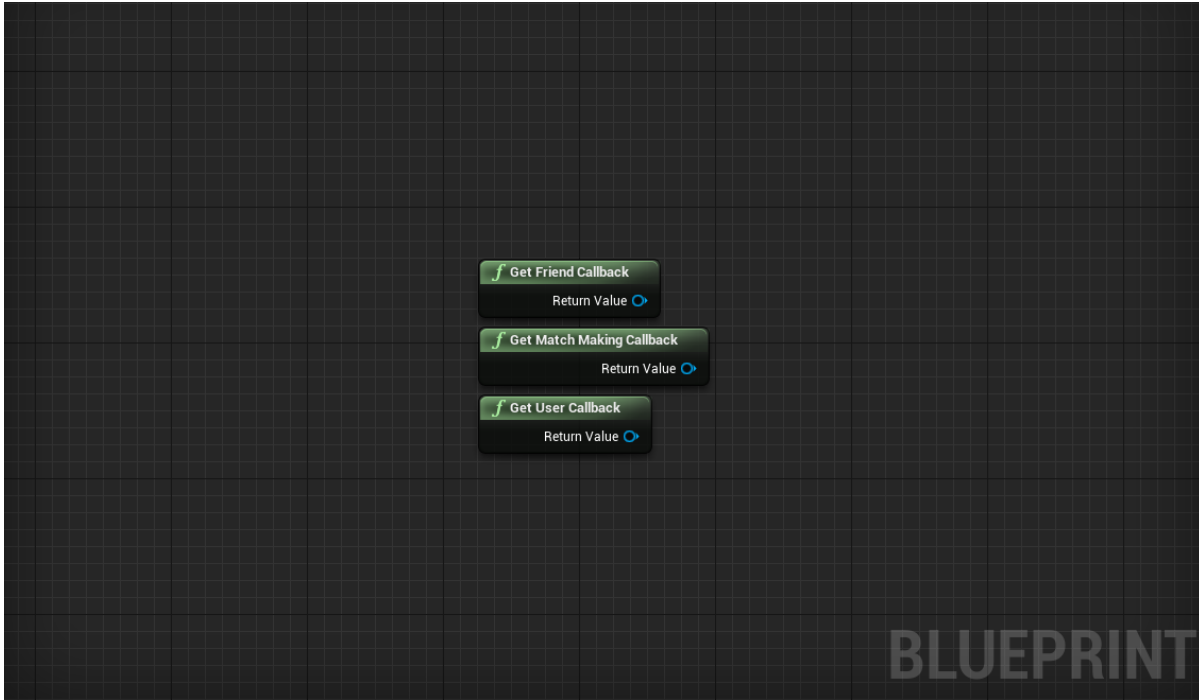 Get Friend Callback
Return Value
Get Match Making Callback
Return Value
Get User Callback
Return Value
BLUEPRINT